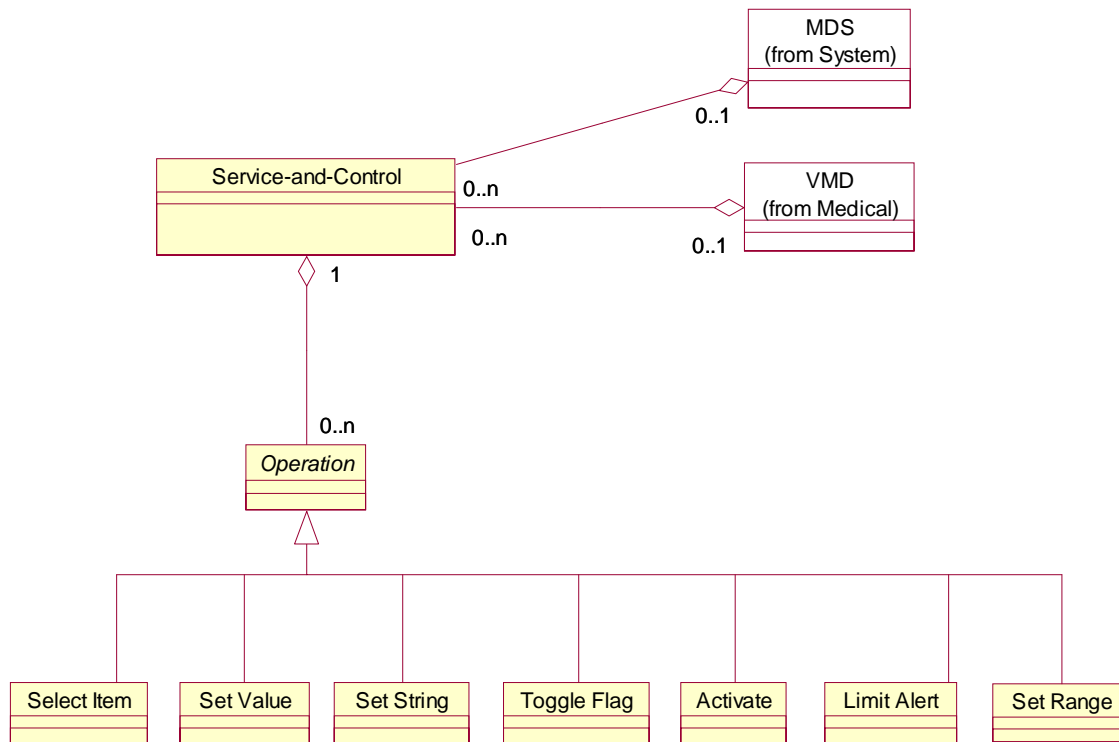 MDS
(from System)
0..1
Service-and-Control
VMD
(from Medical)
0..n
0..n
0..1
1
0..n
Operation
Select Item
Set Value
Set String
Toggle Flag
Activate
Limit Alert
Set Range